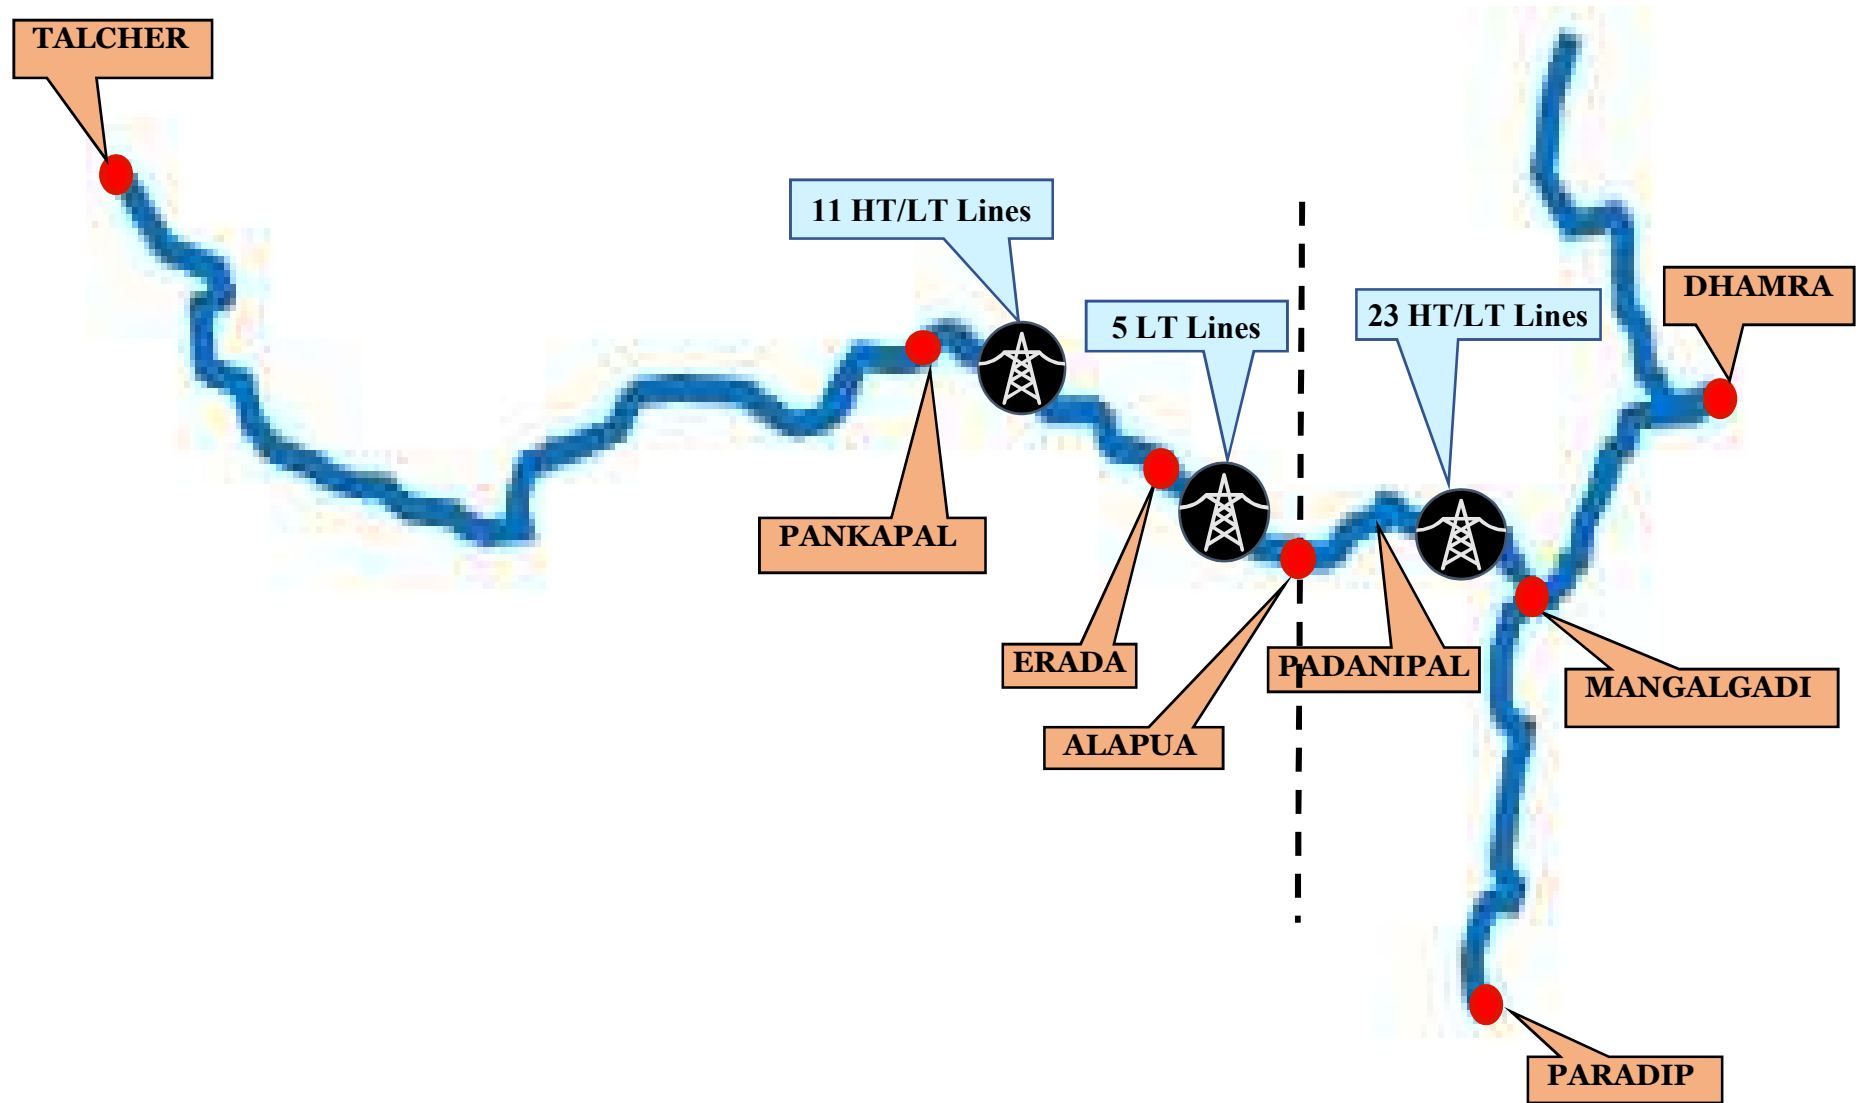 TALCHER
11 HT/LT Lines
5 LT Lines
23 HT/LT Lines
DHAMRA
PANKAPAL
ERADA
PADANIPAL
MANGALGADI
ALAPUA
PARADIP